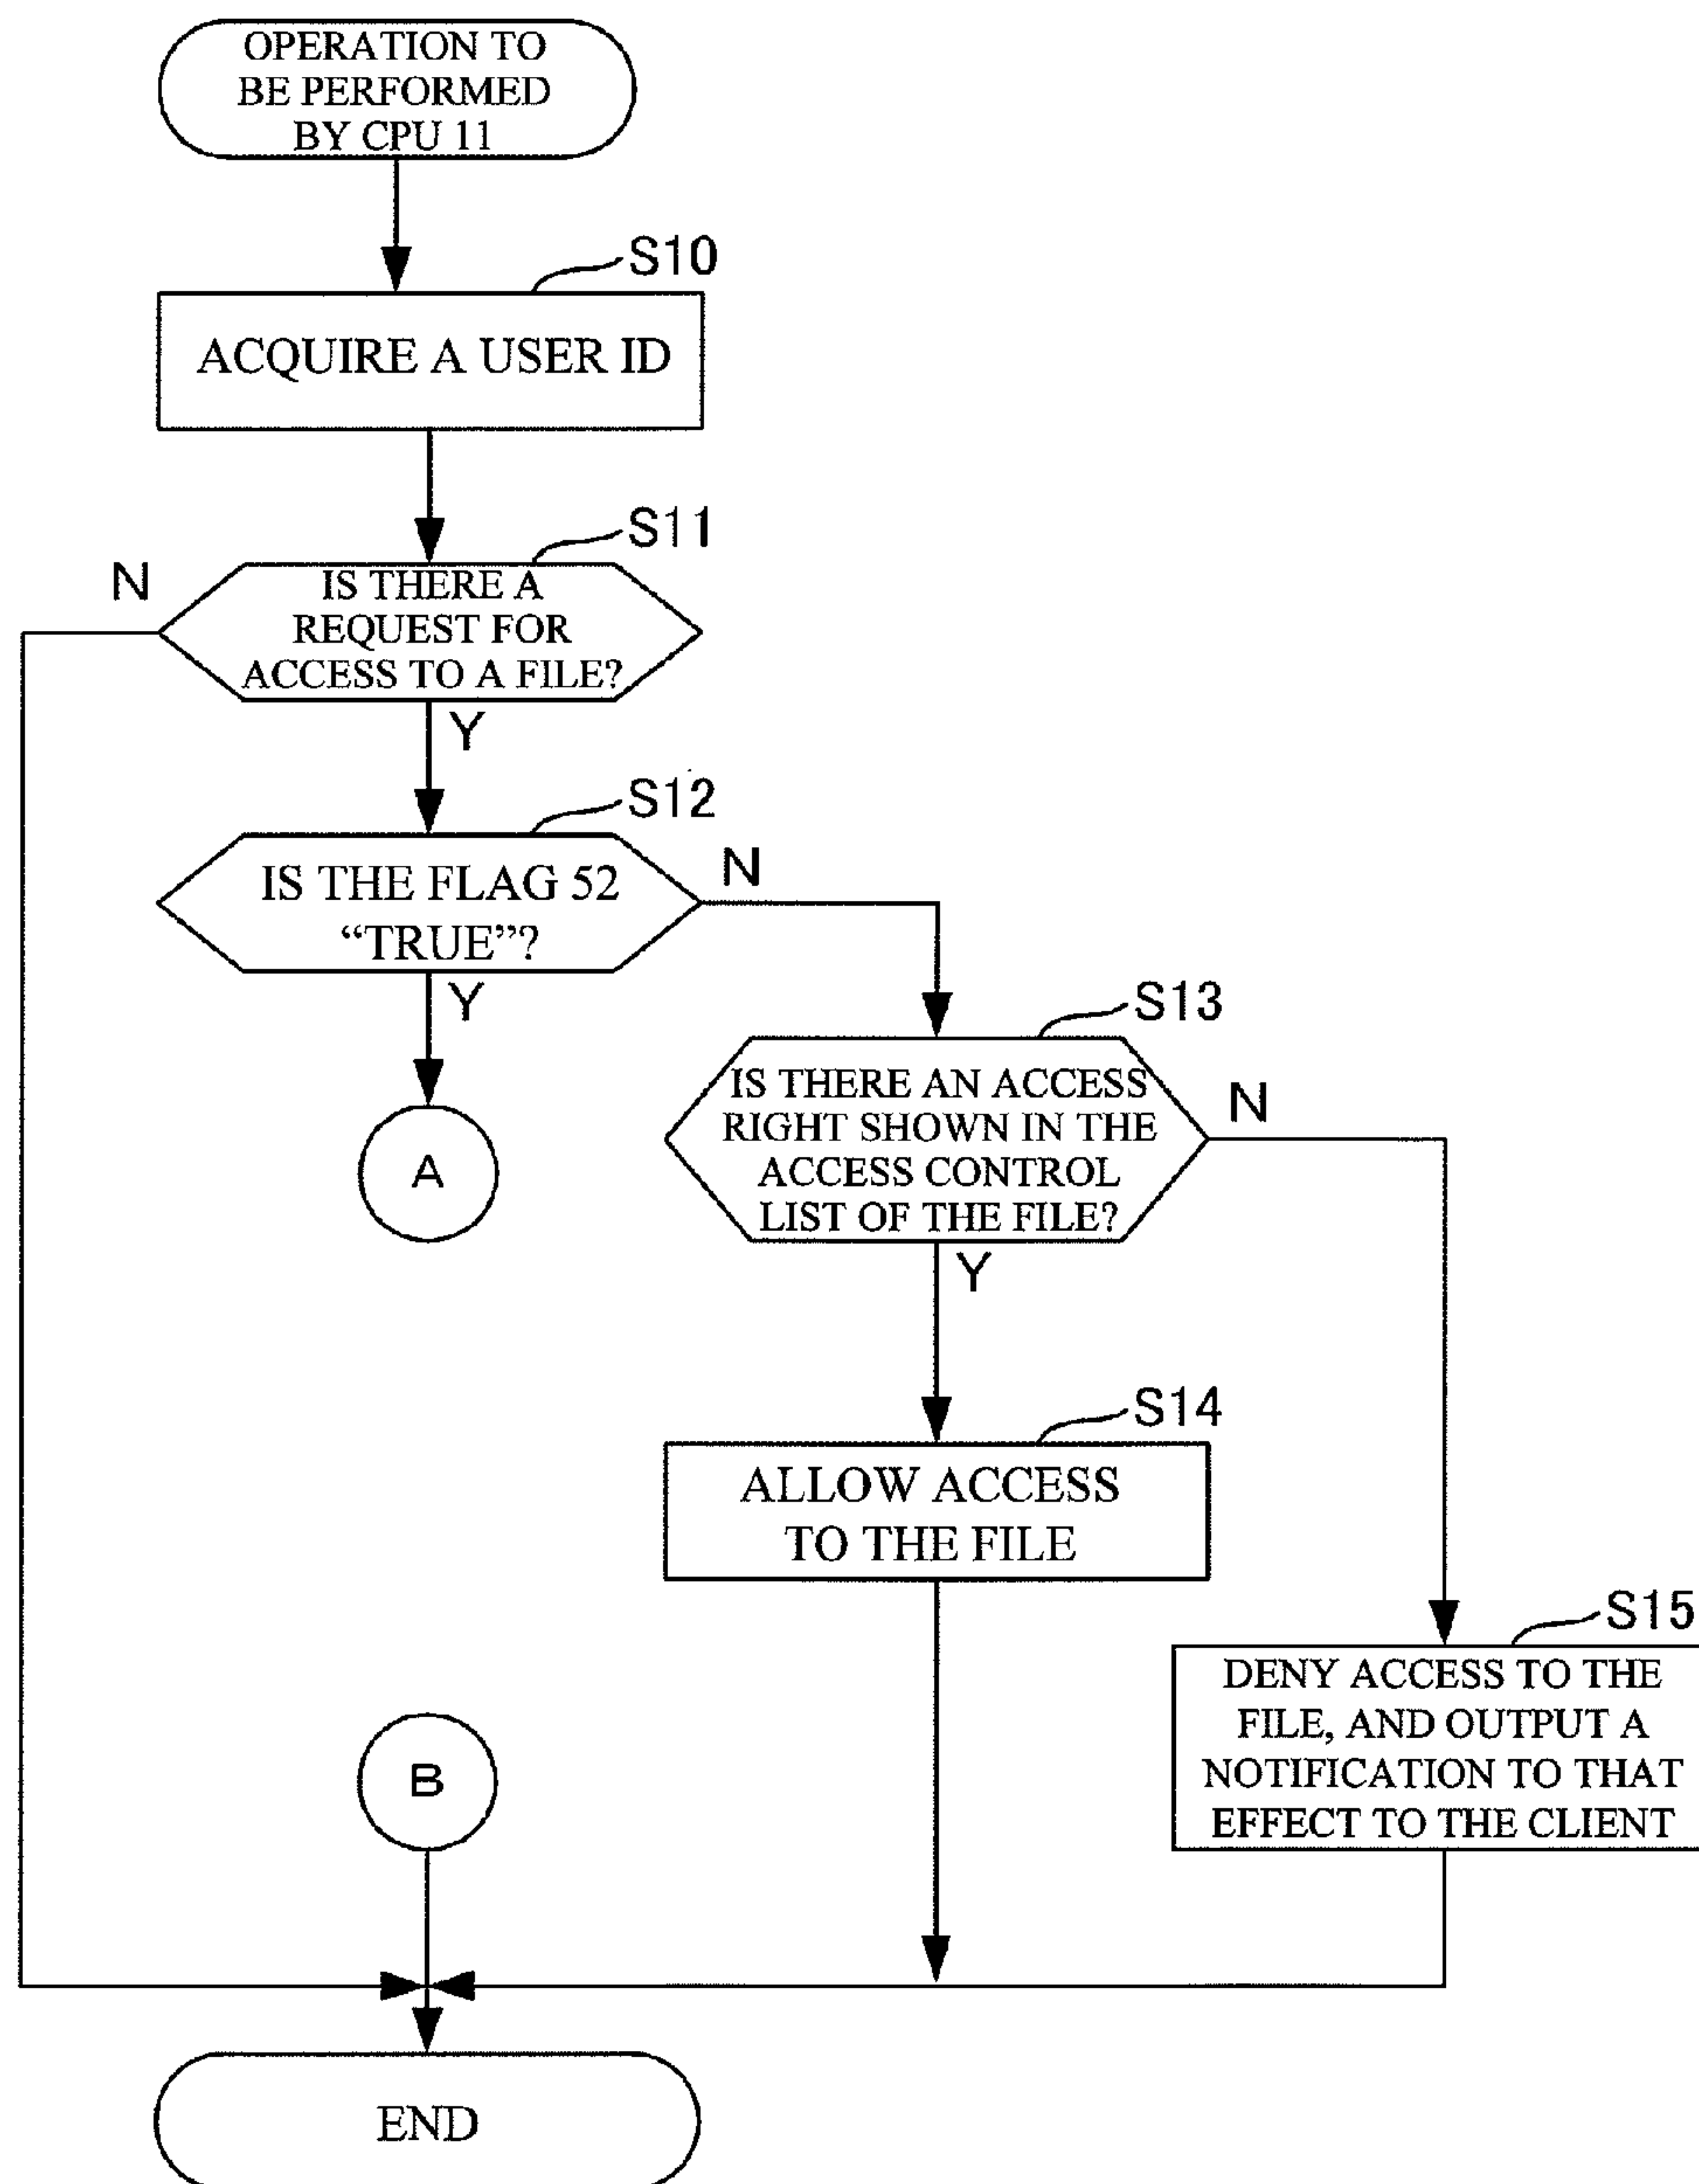 OPERATION TO
BE PERFORMED
BY CPU 11
S10
ACQUIRE A USER ID
S11
N
IS THERE A
REQUEST FOR
ACCESS TO A FILE?
Y
S12
IS THE FLAG 52
“TRUE”?
N
Y
A
S13
IS THERE AN ACCESS
RIGHT SHOWN IN THE
ACCESS CONTROL
LIST OF THE FILE?
N
Y
S14
ALLOW ACCESS
TO THE FILE
S15
DENY ACCESS TO THE
FILE, AND OUTPUT A
NOTIFICATION TO THAT
EFFECT TO THE CLIENT
B
END